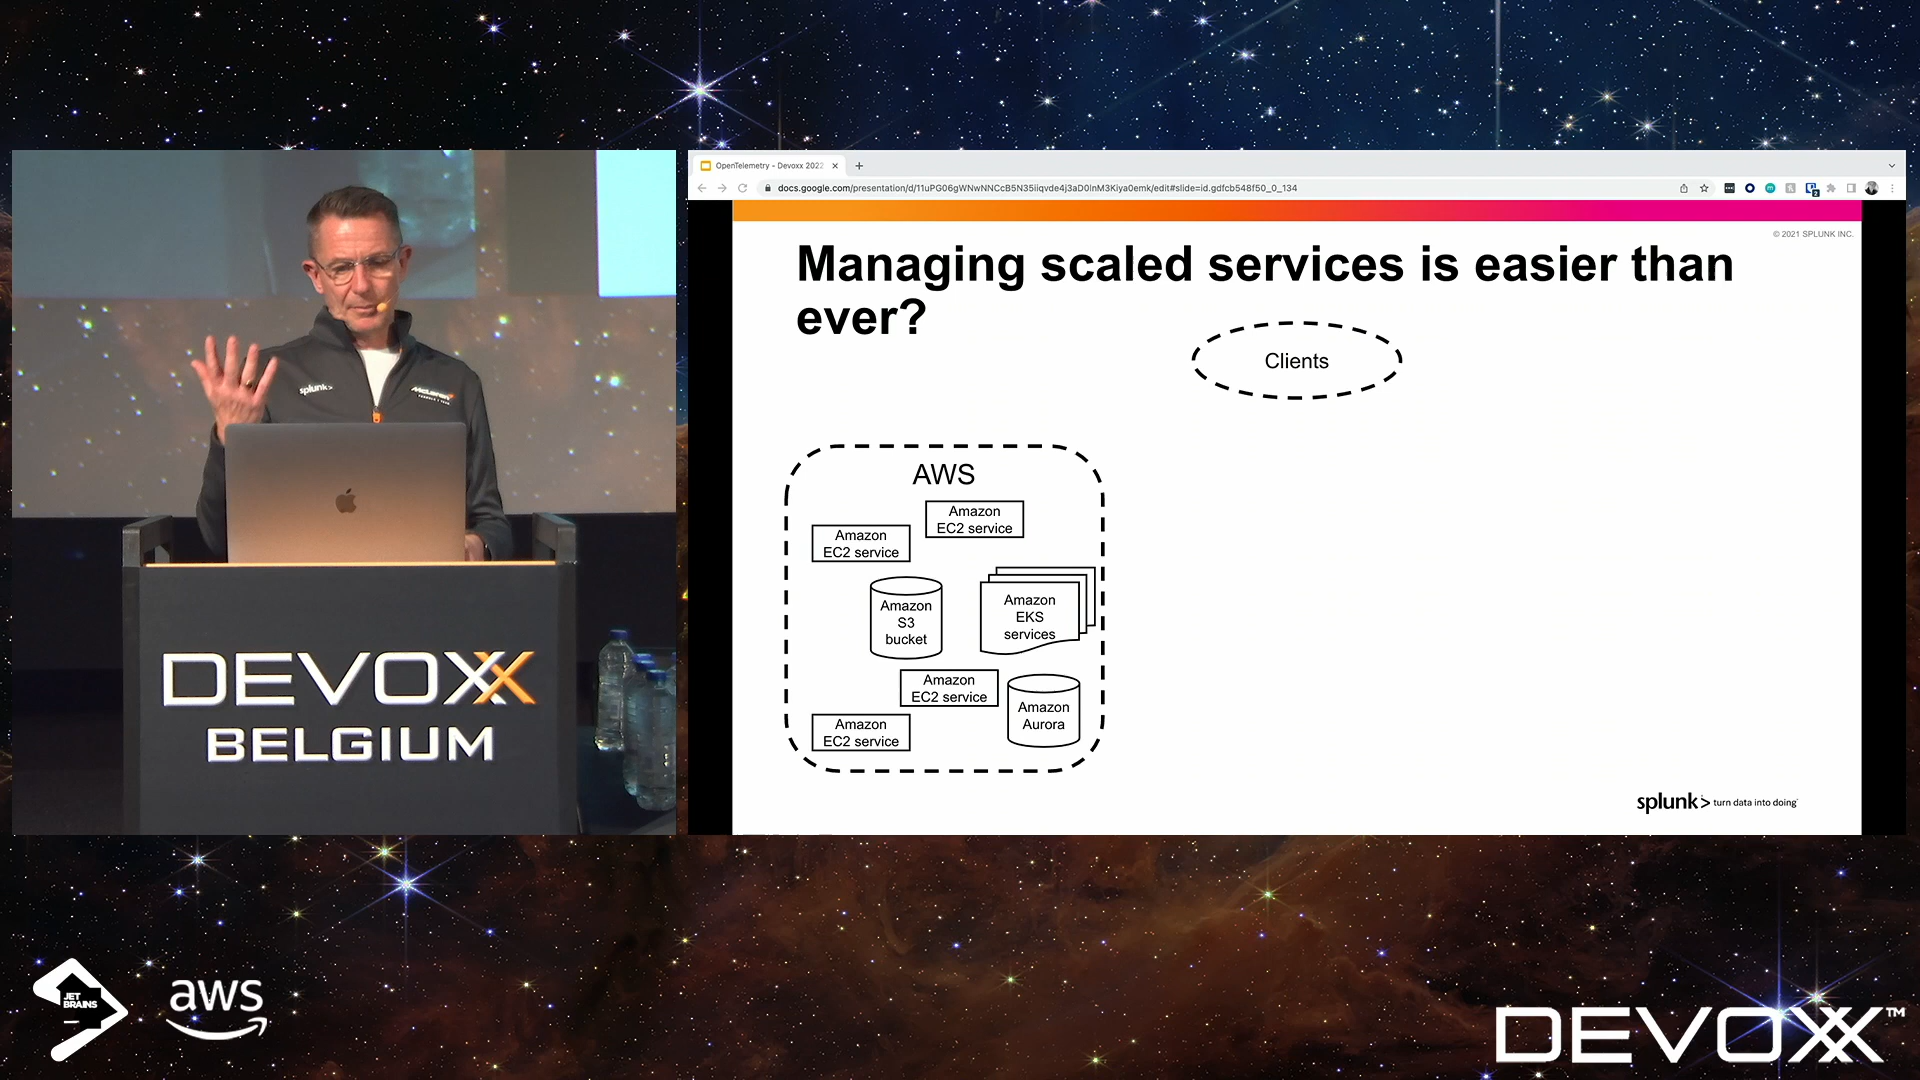 OpenTelemetry - Devoxx 2022
docs.google.com/presentation/d/11uPG06gWNwNNCcB5N35iiqvde4j3aD0lnM3Kiya0emk/edit#slide=id.gdfcb548f50_0_134
© 2021 SPLUNK INC.
Managing scaled services is easier than
ever?
Clients
AWS
Amazon
EC2 service
Amazon
EC2 service
Amazon
S3
bucket
Amazon
EKS
services
Amazon
EC2 service
Amazon
Aurora
Amazon
EC2 service
splunk> turn data into doing
splunk>
McLaren
DEVOXX
BELGIUM
JET
BRAINS
aws
DEVOXX™